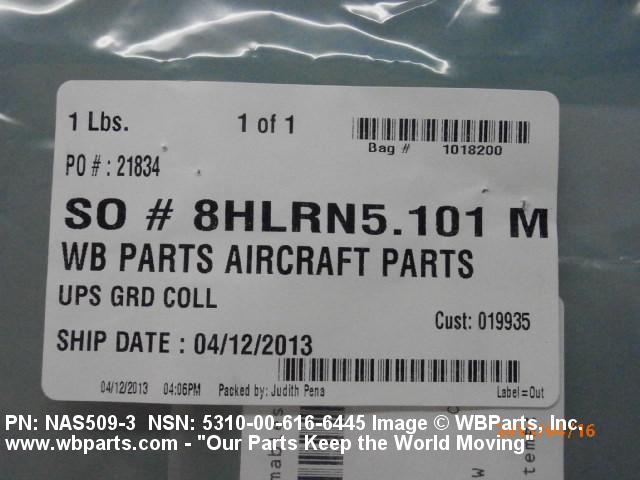 1 Lbs. 1 of 1
Bag # 1018200
PO # : 21834
SO # 8HLRN5.101 M
WB PARTS AIRCRAFT PARTS
UPS GRD COLL
Cust: 019935
SHIP DATE : 04/12/2013
04/12/2013 04:06PM Packed by: Judith Pena Label=Out
PN: NAS509-3 NSN: 5310-00-616-6445 Image © WBParts, Inc.
www.wbparts.com - "Our Parts Keep the World Moving"